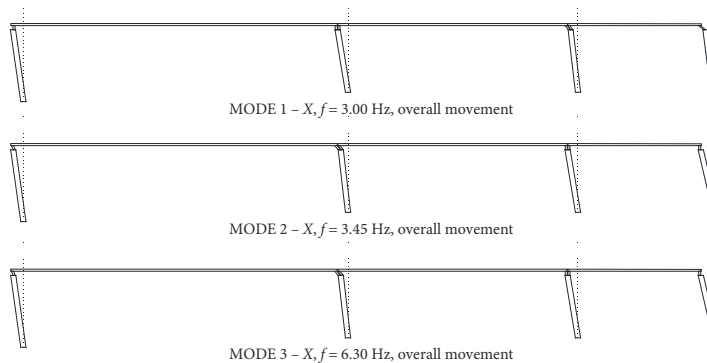 MODE 1 – X, f = 3.00 Hz, overall movement
MODE 2 – X, f = 3.45 Hz, overall movement
MODE 3 – X, f = 6.30 Hz, overall movement